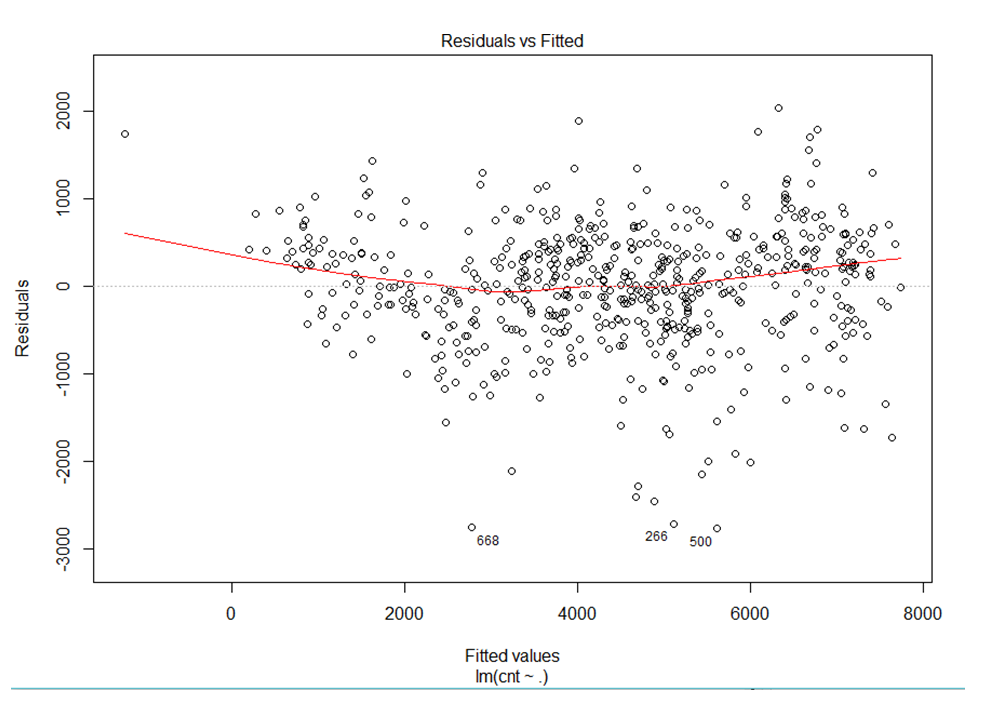 Residuals vs Fitted
Residuals
2000
1000
0
-1000
-2000
-3000
668
266
500
0 2000 4000 6000 8000
Fitted values
lm(cnt ~ .)